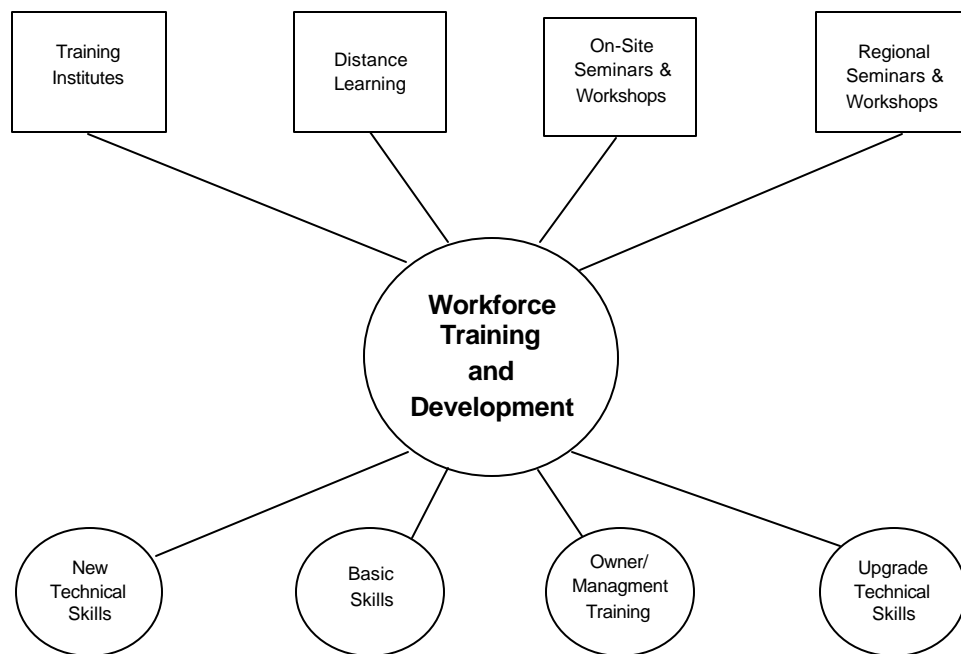 Training
Institutes
Distance
Learning
On-Site
Seminars &
Workshops
Regional
Seminars &
Workshops
Workforce
Training
and
Development
New
Technical
Skills
Basic
Skills
Owner/
Managment
Training
Upgrade
Technical
Skills